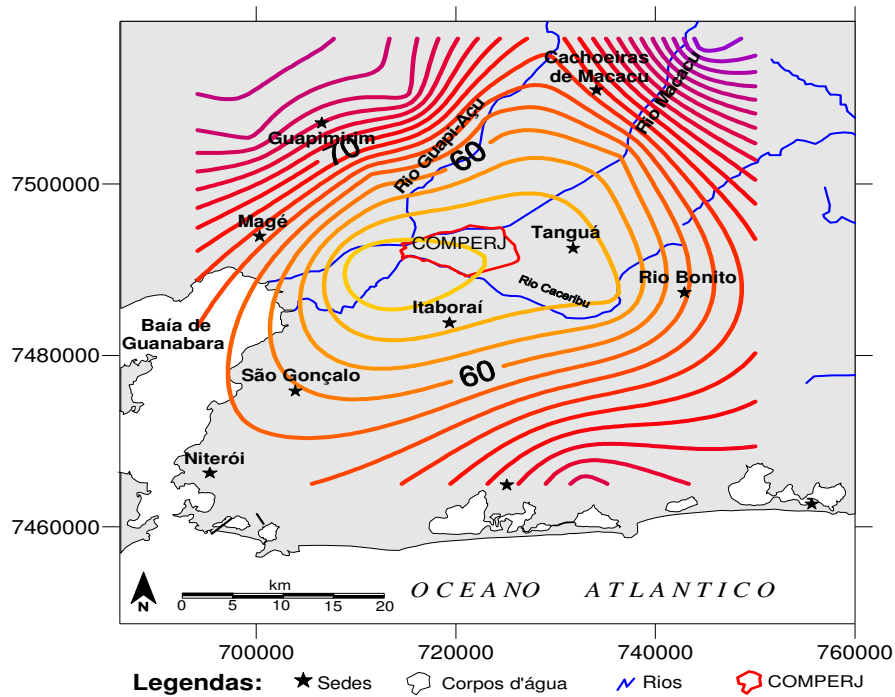 Cachoeiras
de Macacu
Rio Macacu
Guapimirim
70
Rio Guapi-Açu
60
7500000
Magé
COMPERJ
Tanguá
Rio Bonito
Rio Caceribu
Itaboraí
Baía de
Guanabara
7480000
60
São Gonçalo
Niterói
7460000
km
0 5 10 20
N
OCEANO ATLANTICO
700000 720000 740000 760000
Legendas: Sedes Corpos d'água Rios COMPERJ